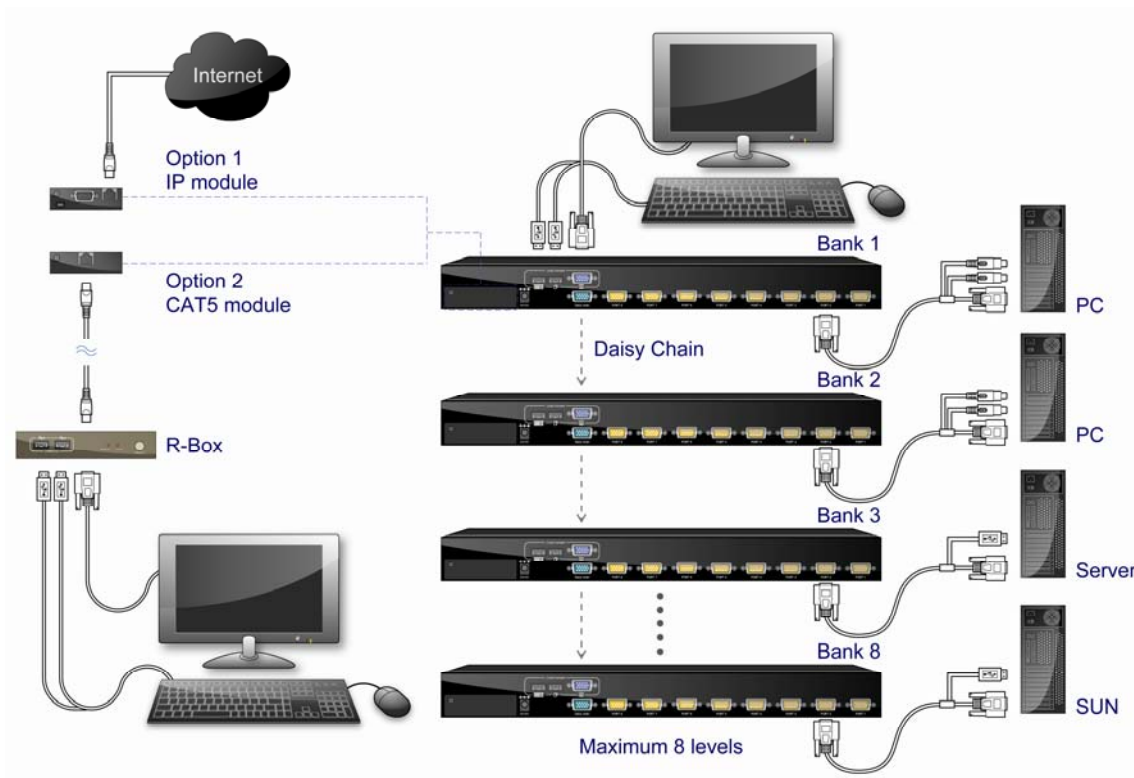 Internet
Option 1
IP module
Option 2
CAT5 module
R-Box
Bank 1
PC
Daisy Chain
Bank 2
PC
Bank 3
Server
Bank 8
SUN
Maximum 8 levels